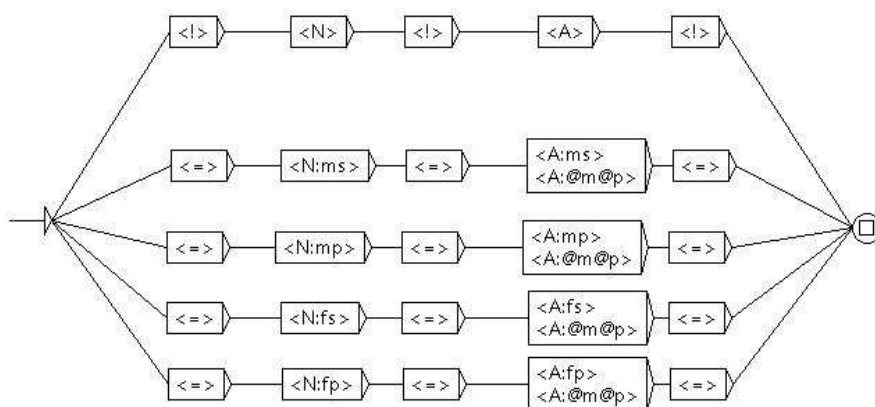 <!> <N> <!> <A> <!>
<=> <N:ms> <=> <A:ms> <=>
<A:@m@p>
<=> <N:mp> <=> <A:mp> <=>
<A:@m@p>
<=> <N:fs> <=> <A:fs> <=>
<A:@m@p>
<=> <N:fp> <=> <A:fp> <=>
<A:@m@p>